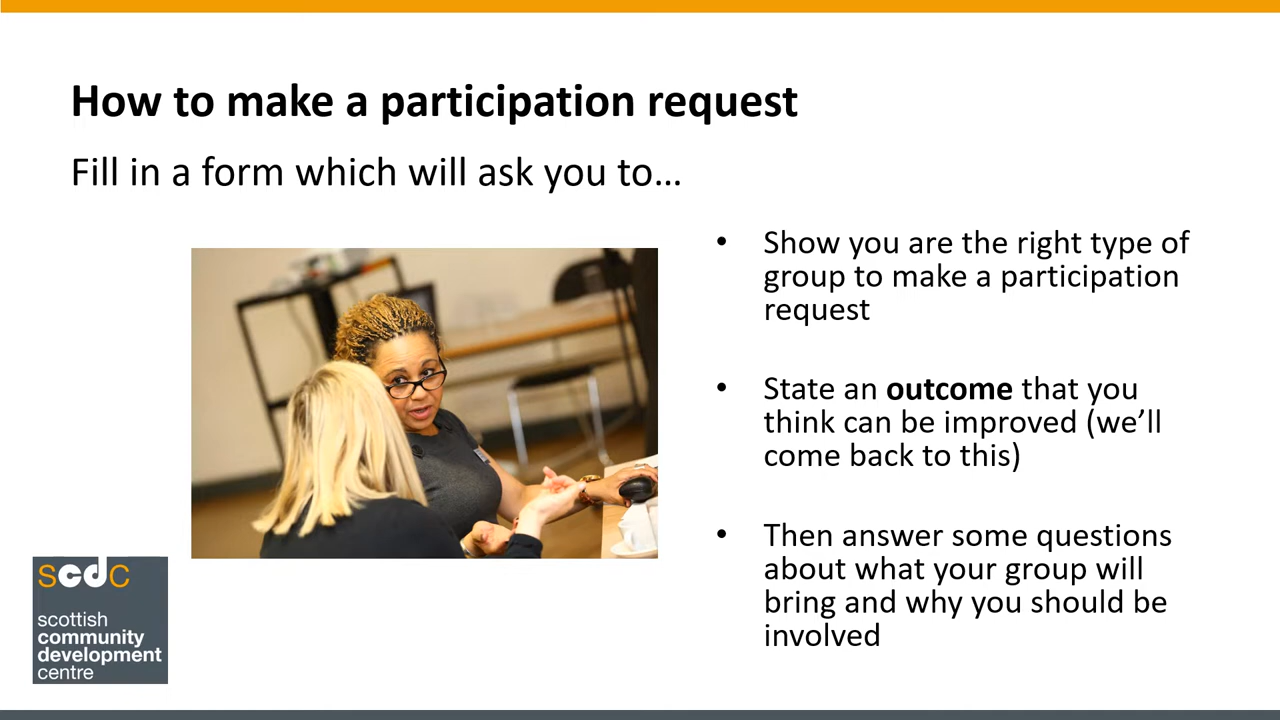 How to make a participation request
Fill in a form which will ask you to…
• Show you are the right type of
group to make a participation
request
• State an outcome that you
think can be improved (we’ll
come back to this)
• Then answer some questions
about what your group will
bring and why you should be
involved
scdc
scottish
community
development
centre